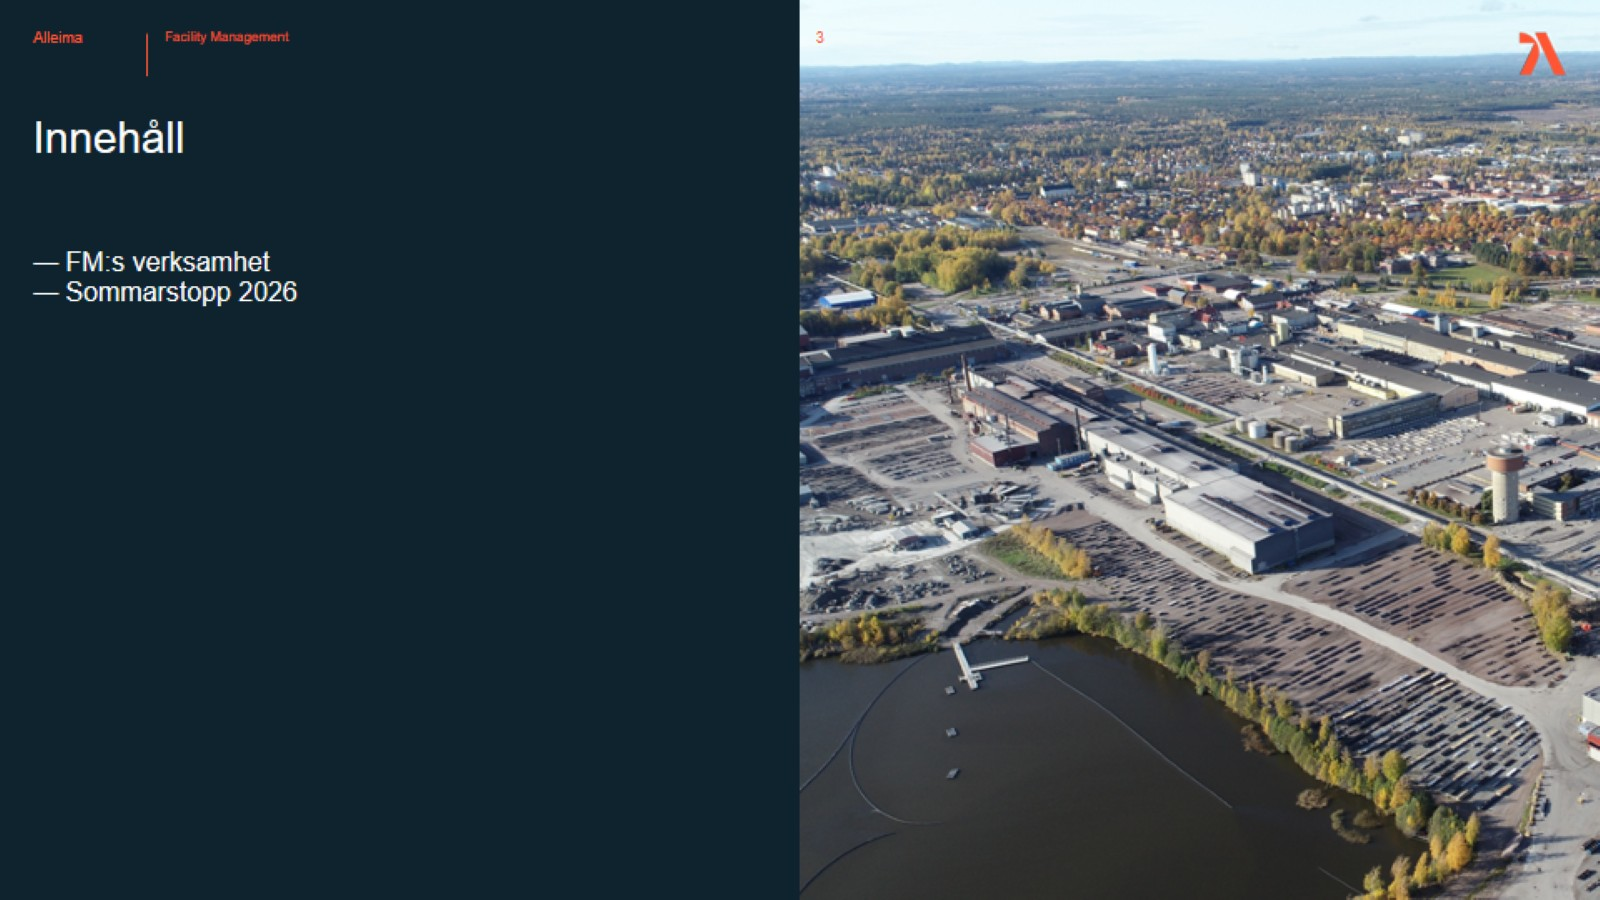 Alleima
Facility Management
3
Innehåll
— FM:s verksamhet
— Sommarstopp 2026